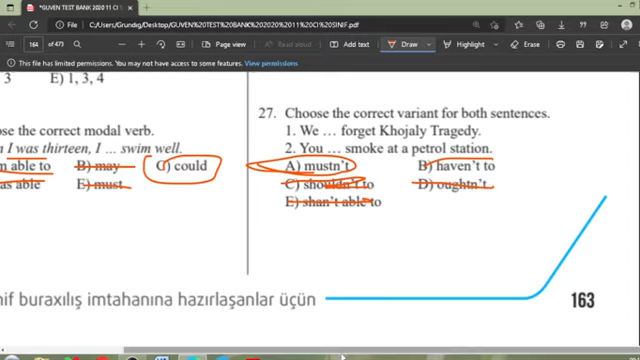 GUVEN TEST BANK 2020 11 CI S
File
C:/Users/Grundig/Desktop/GUVEN%20TEST%20BANK%202020%2011%20CI%20SINIF.pdf
164 of 473
Page view
Read aloud
Add text
Draw
Highlight
Erase
This file has limited permissions. You may not have access to some features. View permissions
3 E) 1, 3, 4
ose the correct modal verb.
n I was thirteen, I ... swim well.
m able to B) may C) could
as able E) must
27. Choose the correct variant for both sentences.
1. We ... forget Khojaly Tragedy.
2. You ... smoke at a petrol station.
A) mustn't B) haven't to
C) shouldn't to D) oughtn't
E) shan't able to
nif buraxılış imtahanına hazırlaşanlar üçün
163